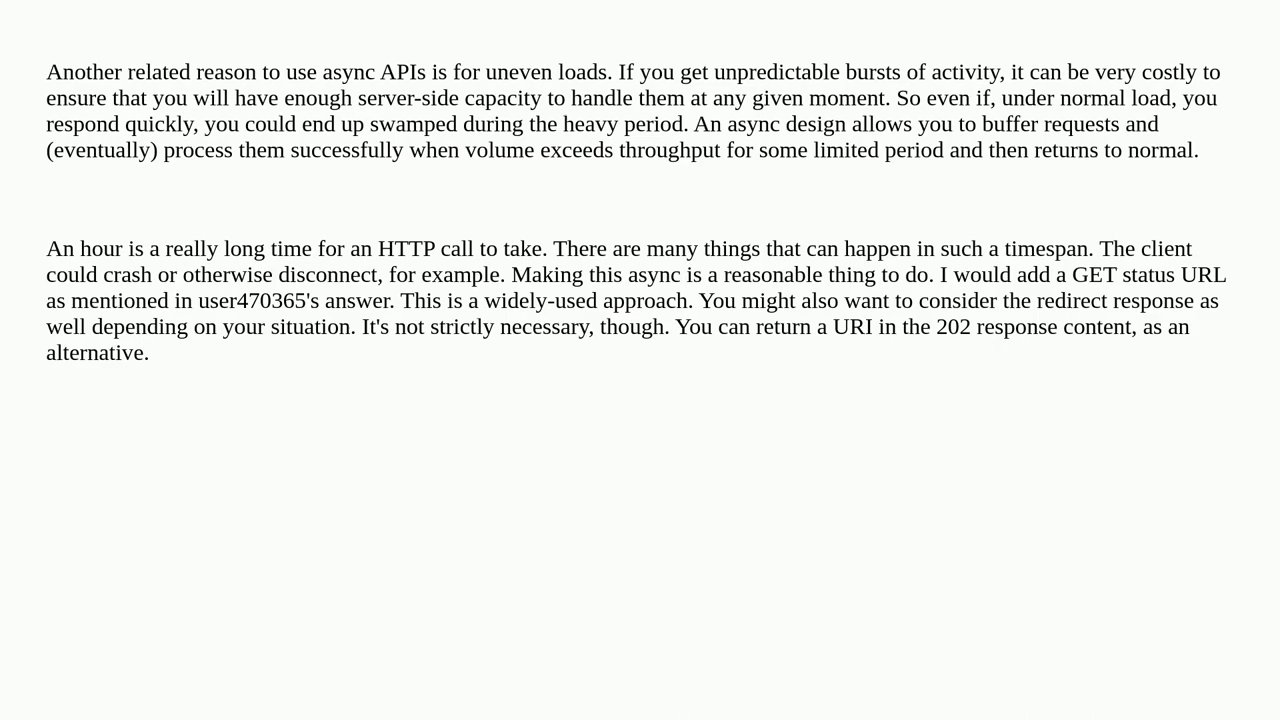 Another related reason to use async APIs is for uneven loads. If you get unpredictable bursts of activity, it can be very costly to
ensure that you will have enough server-side capacity to handle them at any given moment. So even if, under normal load, you
respond quickly, you could end up swamped during the heavy period. An async design allows you to buffer requests and
(eventually) process them successfully when volume exceeds throughput for some limited period and then returns to normal.
An hour is a really long time for an HTTP call to take. There are many things that can happen in such a timespan. The client
could crash or otherwise disconnect, for example. Making this async is a reasonable thing to do. I would add a GET status URL
as mentioned in user470365's answer. This is a widely-used approach. You might also want to consider the redirect response as
well depending on your situation. It's not strictly necessary, though. You can return a URI in the 202 response content, as an
alternative.